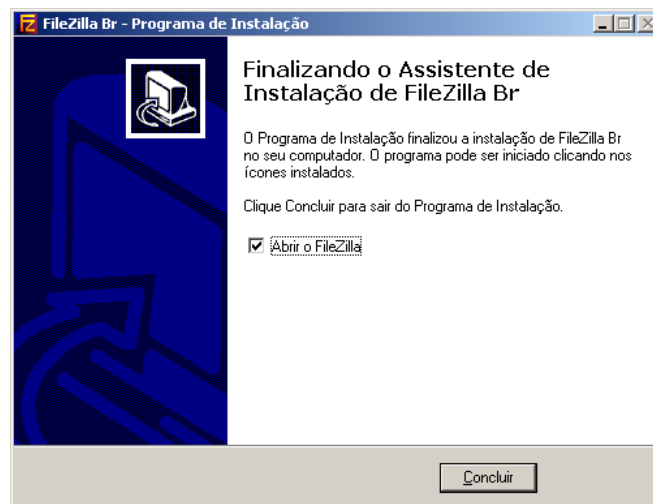 FileZilla Br - Programa de Instalação
Finalizando o Assistente de
Instalação de FileZilla Br
O Programa de Instalação finalizou a instalação de FileZilla Br
no seu computador. O programa pode ser iniciado clicando nos
ícones instalados.
Clique Concluir para sair do Programa de Instalação.
Abrir o FileZilla
Concluir